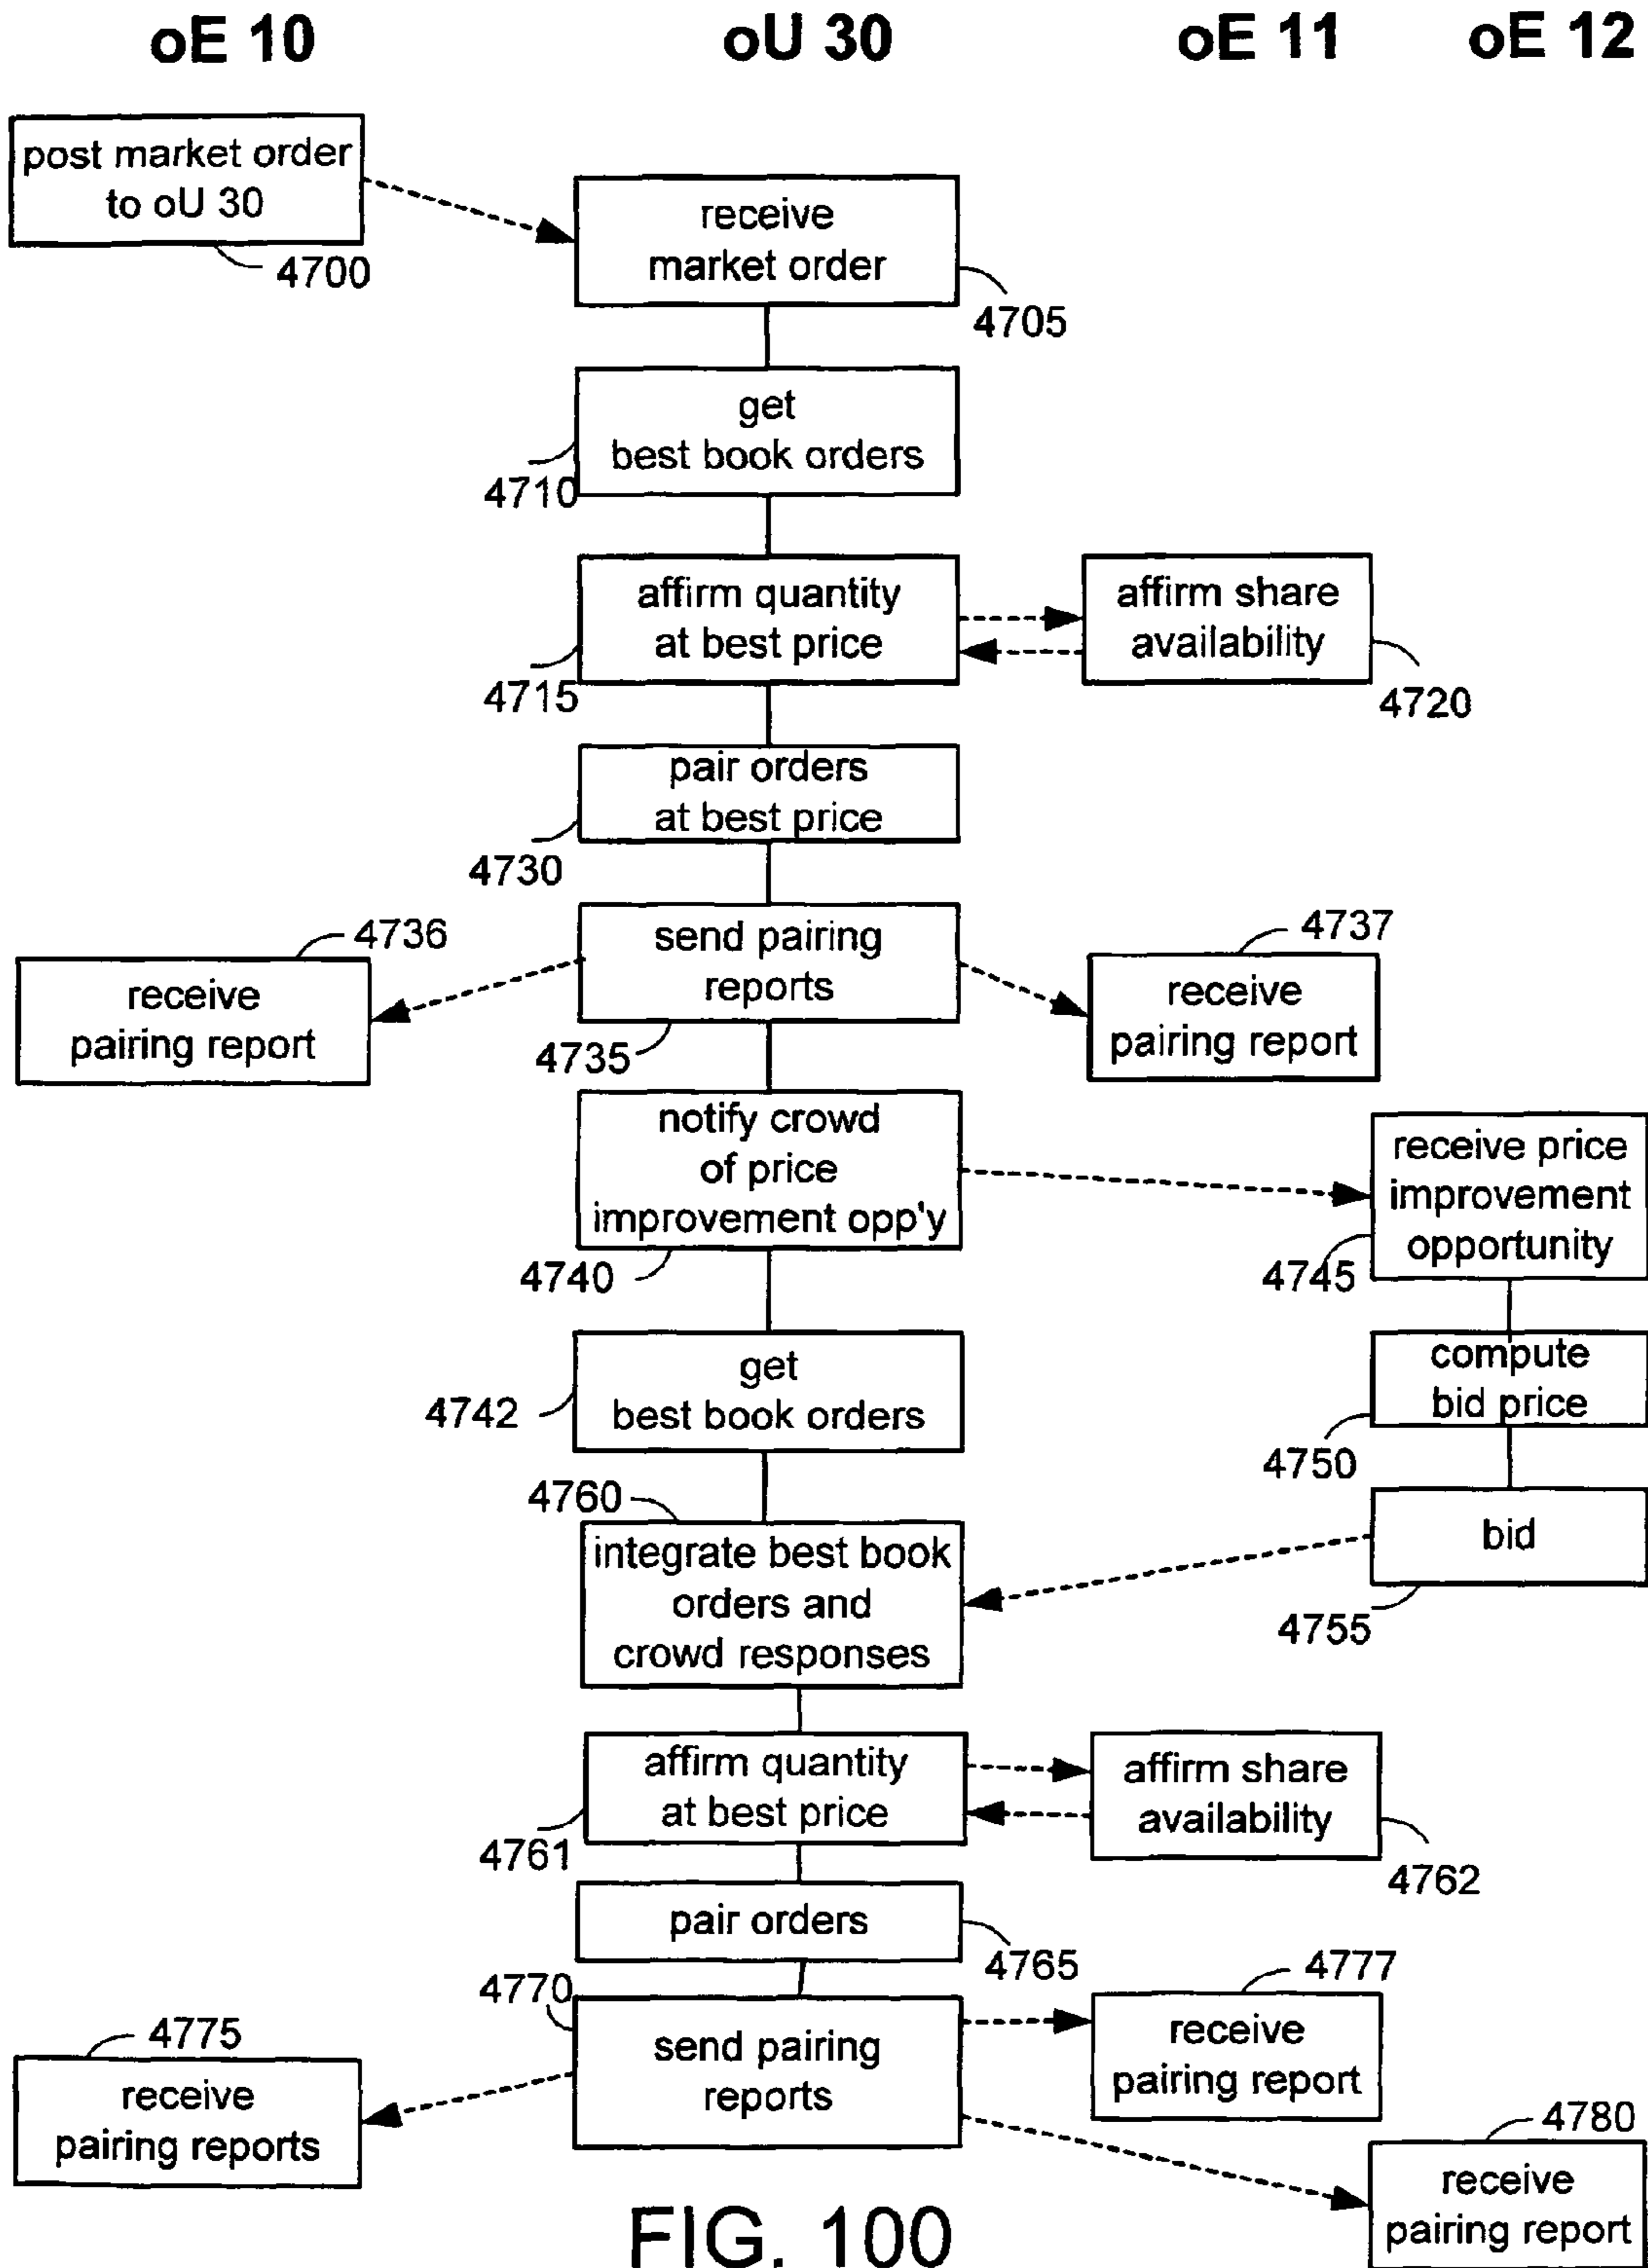 oE 10 oU 30 oE 11 oE 12
post market order
to oU 30
4700
receive
market order
4705
get
best book orders
4710
affirm quantity
at best price
4715
affirm share
availability
4720
pair orders
at best price
4730
send pairing
reports
4735
4736
receive
pairing report
4737
receive
pairing report
notify crowd
of price
improvement opp'y
4740
receive price
improvement
opportunity
4745
get
best book orders
4742
compute
bid price
4750
bid
4755
4760
integrate best book
orders and
crowd responses
affirm quantity
at best price
4761
affirm share
availability
4762
pair orders
4765
4770
send pairing
reports
4777
receive
pairing report
4775
receive
pairing reports
4780
receive
pairing report
FIG. 100